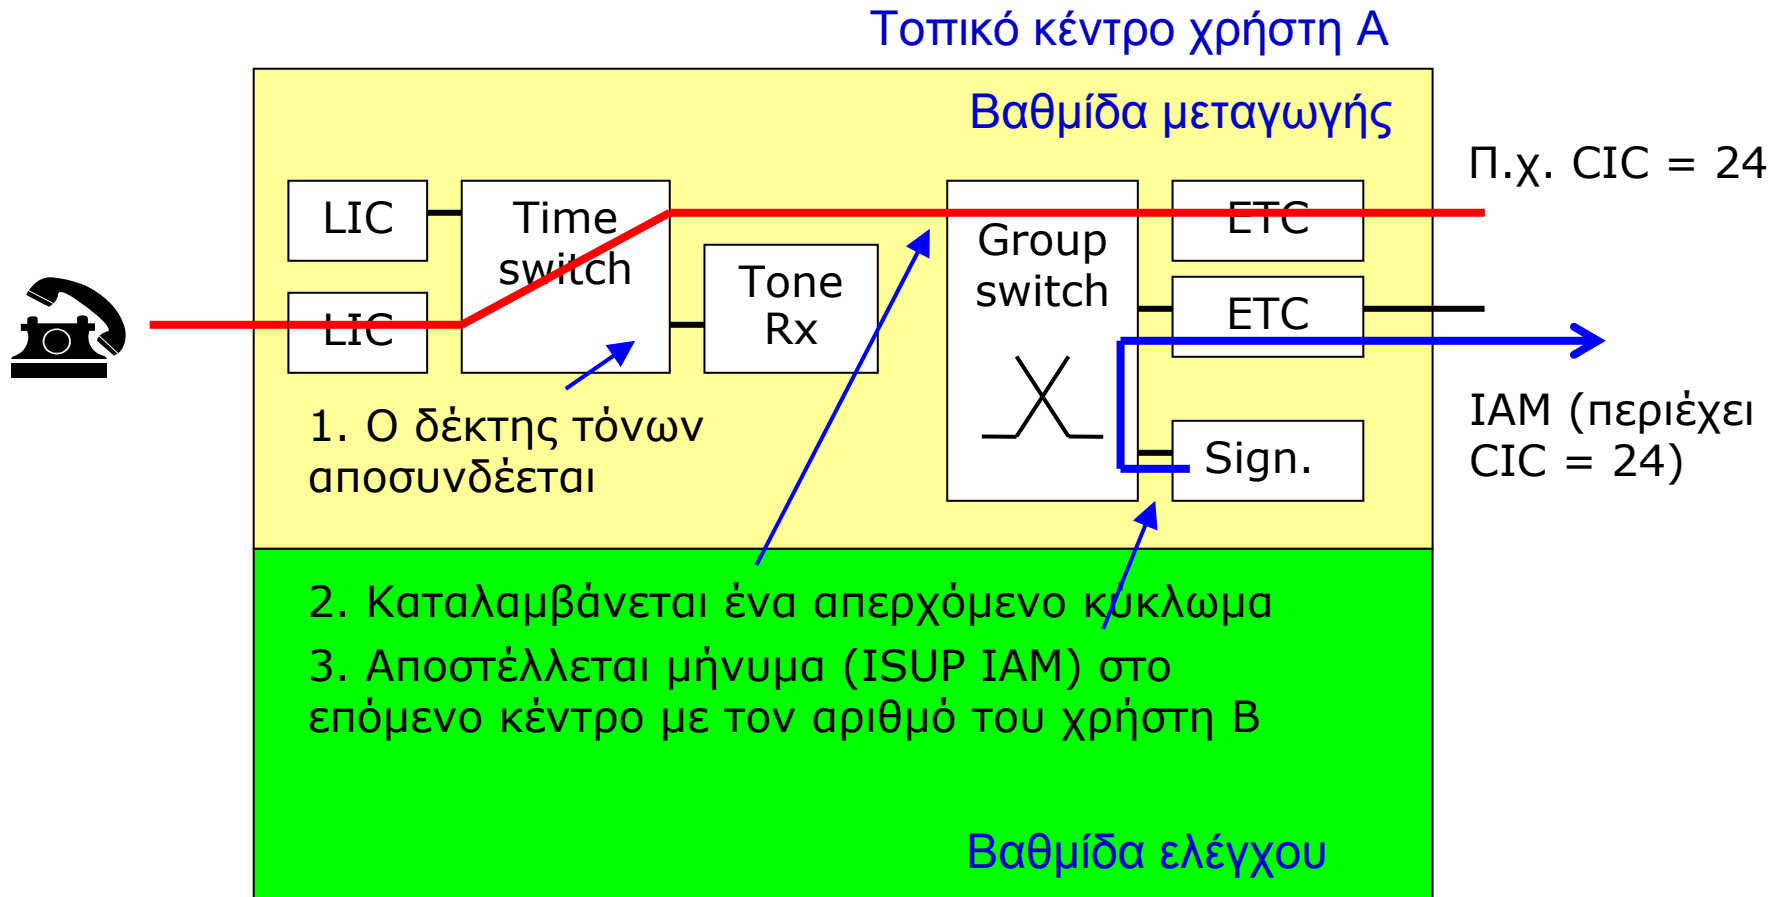 Τοπικό κέντρο χρήστη Α
Βαθμίδα μεταγωγής
Π.χ. CIC = 24
LIC
Time
switch
LIC
Tone
Rx
Group
switch
ETC
ETC
Sign.
IAM (περιέχει
CIC = 24)
1. Ο δέκτης τόνων
αποσυνδέεται
2. Καταλαμβάνεται ένα απερχόμενο κύκλωμα
3. Αποστέλλεται μήνυμα (ISUP IAM) στο
επόμενο κέντρο με τον αριθμό του χρήστη Β
Βαθμίδα ελέγχου